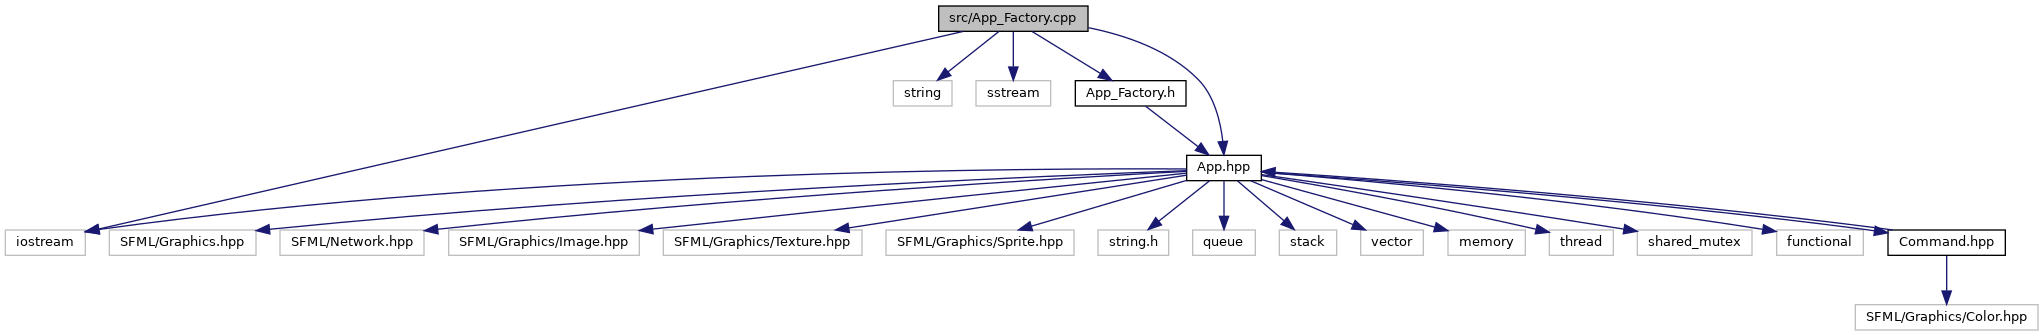 src/App_Factory.cpp
string
sstream
App_Factory.h
App.hpp
iostream
SFML/Graphics.hpp
SFML/Network.hpp
SFML/Graphics/Image.hpp
SFML/Graphics/Texture.hpp
SFML/Graphics/Sprite.hpp
string.h
queue
stack
vector
memory
thread
shared_mutex
functional
Command.hpp
SFML/Graphics/Color.hpp